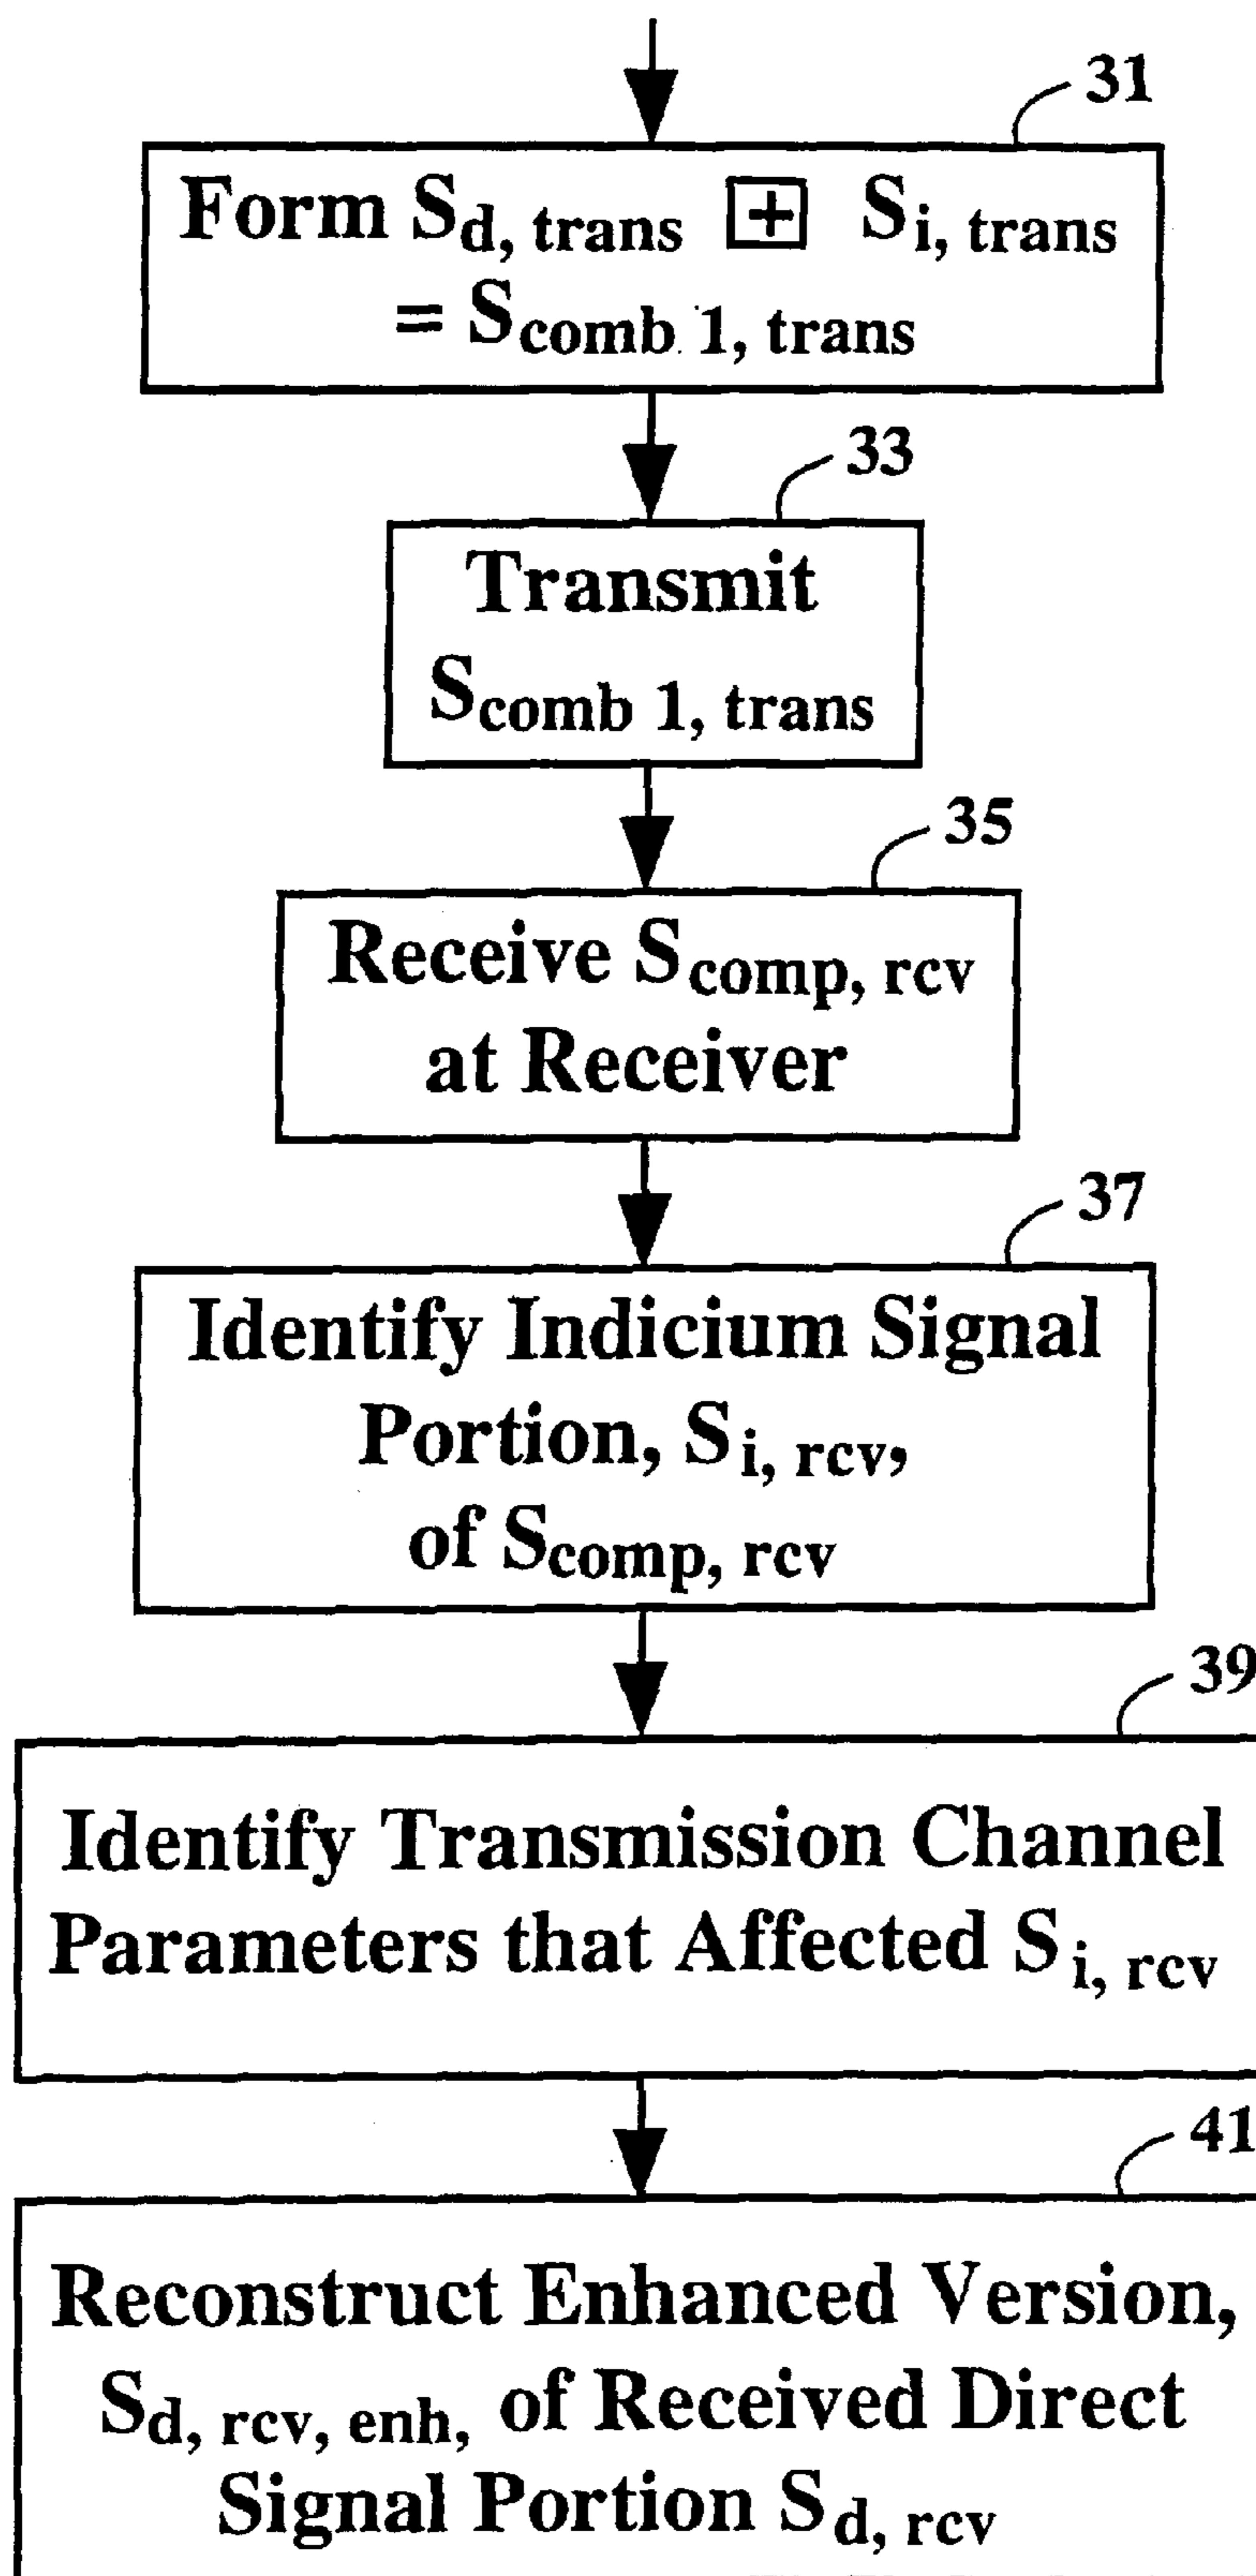 31
Form Sd, trans ⊞ Si, trans
= Scomb 1, trans
33
Transmit
Scomb 1, trans
35
Receive Scomp, rcv
at Receiver
37
Identify Indicium Signal
Portion, Si, rcv,
of Scomp, rcv
39
Identify Transmission Channel
Parameters that Affected Si, rcv
41
Reconstruct Enhanced Version,
Sd, rcv, enh, of Received Direct
Signal Portion Sd, rcv